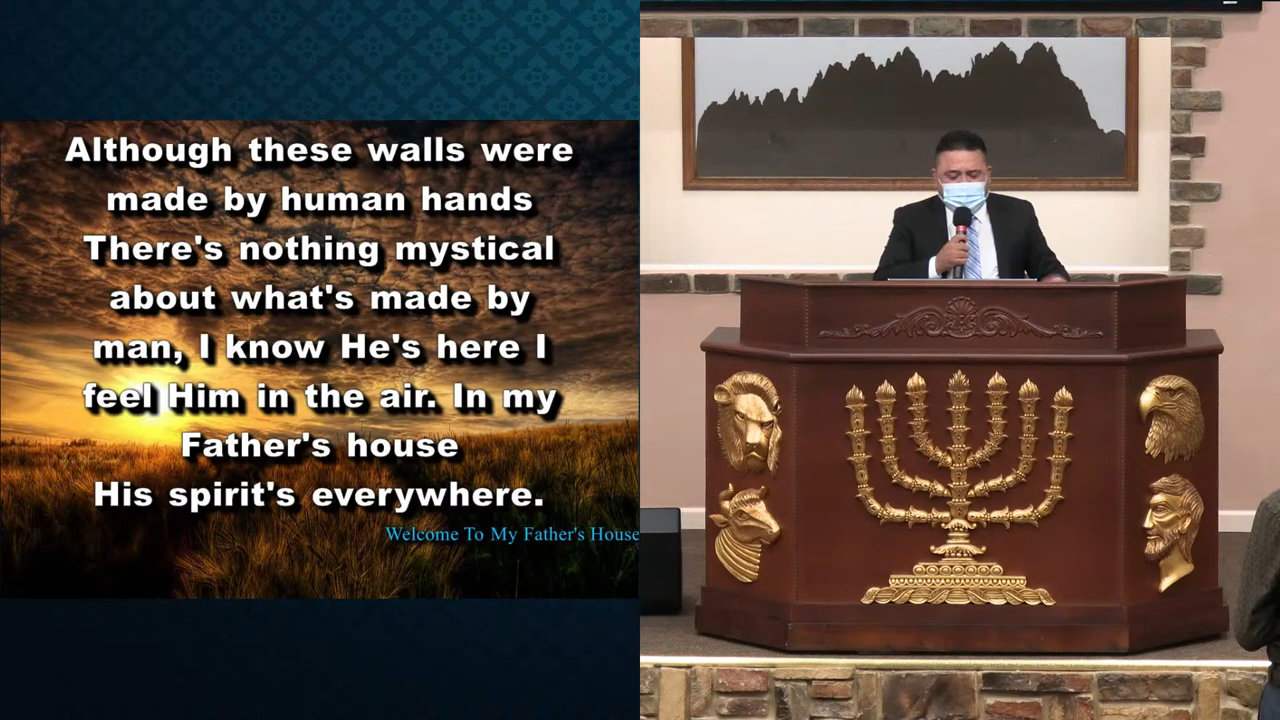 Although these walls were
made by human hands
There's nothing mystical
about what's made by
man, I know He's here I
feel Him in the air. In my
Father's house
His spirit's everywhere.
Welcome To My Father's House